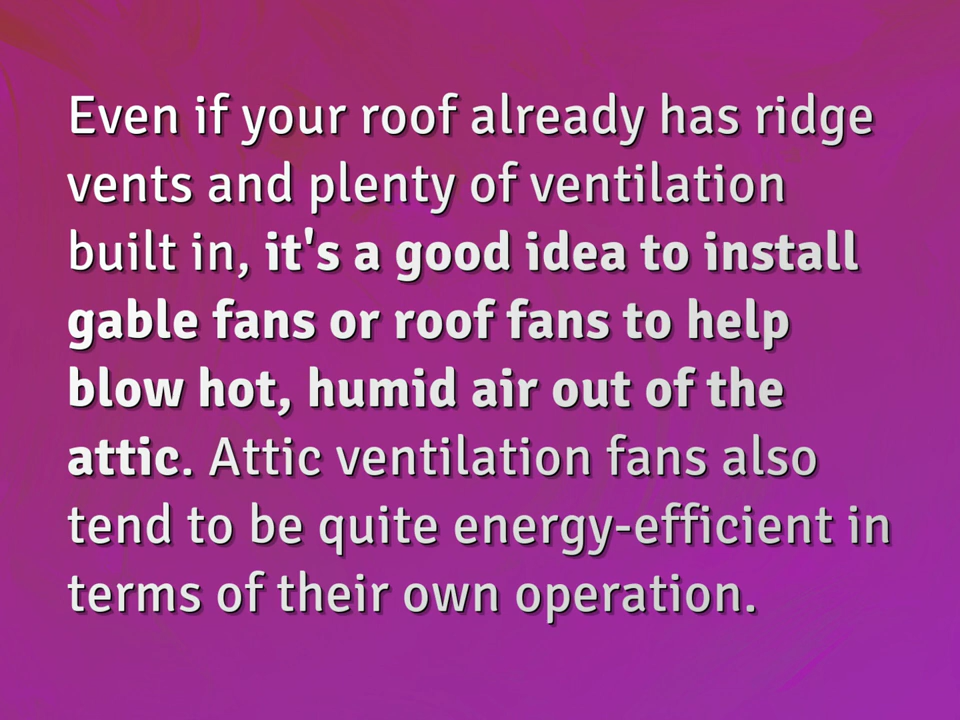 Even if your roof already has ridge
vents and plenty of ventilation
built in, it's a good idea to install
gable fans or roof fans to help
blow hot, humid air out of the
attic. Attic ventilation fans also
tend to be quite energy-efficient in
terms of their own operation.